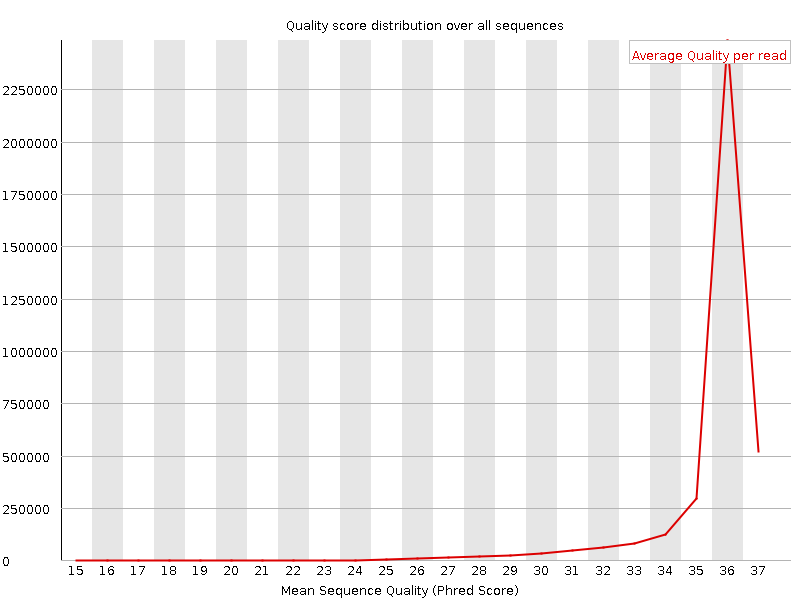 Quality score distribution over all sequences
Average Quality per read
2250000
2000000
1750000
1500000
1250000
1000000
750000
500000
250000
0
15 16 17 18 19 20 21 22 23 24 25 26 27 28 29 30 31 32 33 34 35 36 37
Mean Sequence Quality (Phred Score)